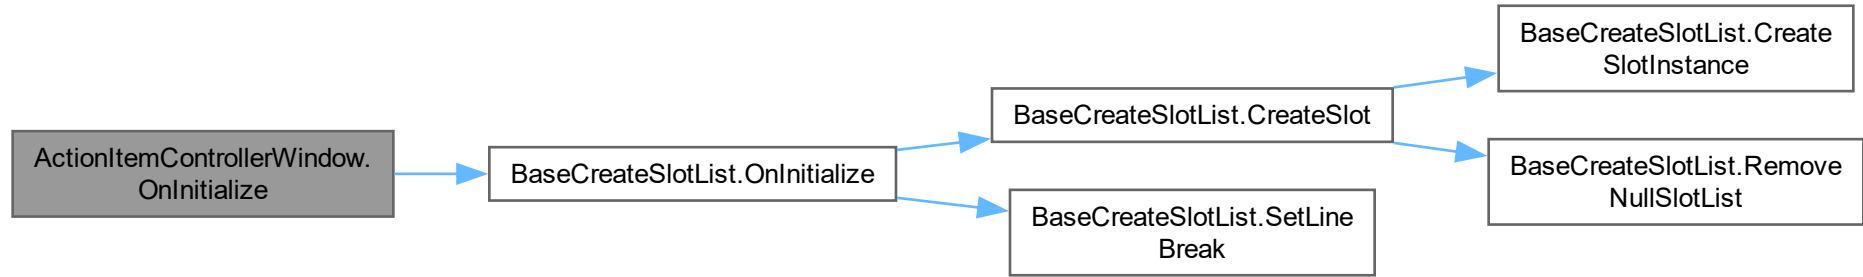 ActionItemControllerWindow.
OnInitialize
BaseCreateSlotList.OnInitialize
BaseCreateSlotList.CreateSlot
BaseCreateSlotList.Create
SlotInstance
BaseCreateSlotList.Remove
NullSlotList
BaseCreateSlotList.SetLine
Break